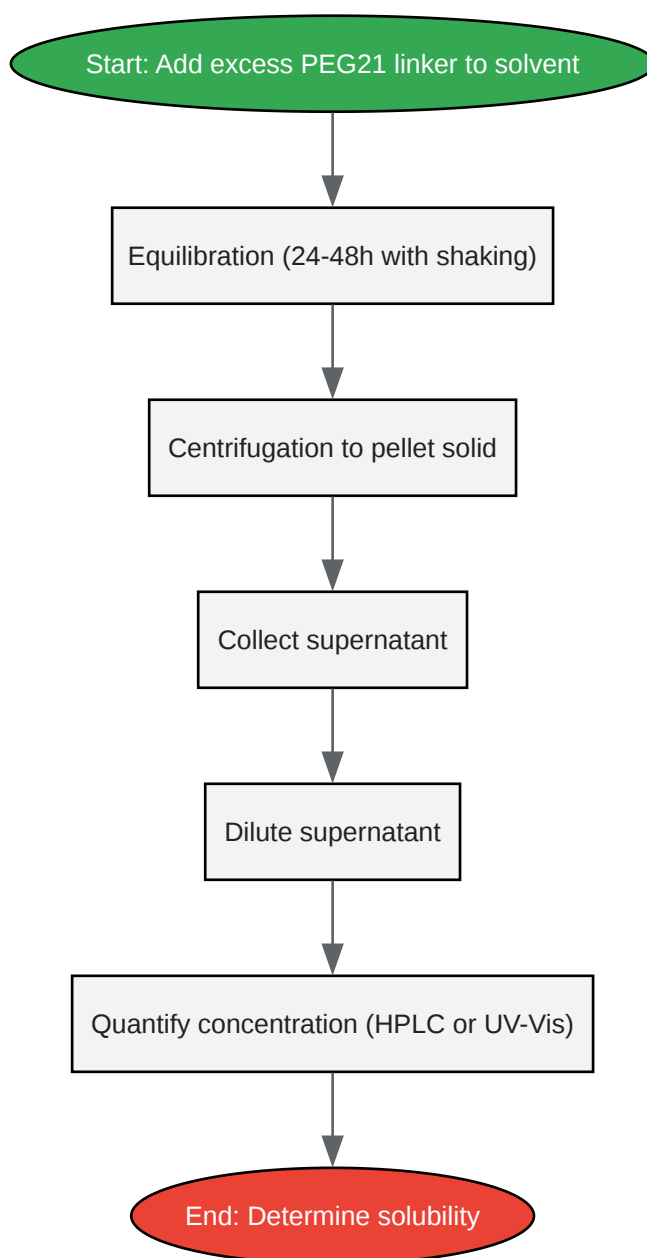 Start: Add excess PEG21 linker to solvent
Equilibration (24-48h with shaking)
Centrifugation to pellet solid
Collect supernatant
Dilute supernatant
Quantify concentration (HPLC or UV-Vis)
End: Determine solubility